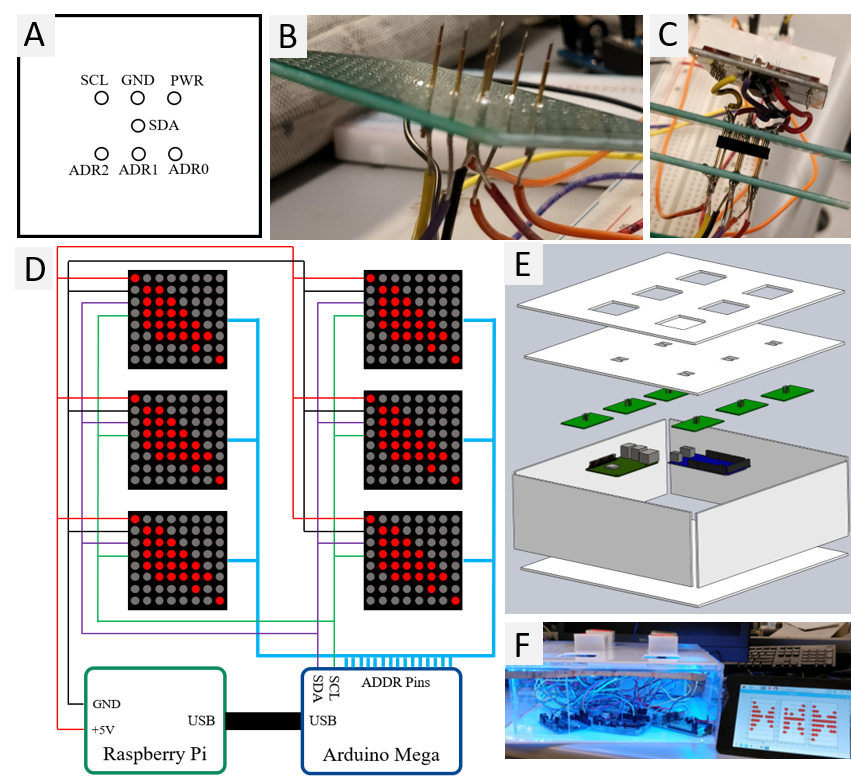 A
SCL GND PWR
SDA
ADR2 ADR1 ADR0
B
C
D
SDA
SCL
ADDR Pins
GND
+5V
USB
Raspberry Pi
USB
Arduino Mega
E
F